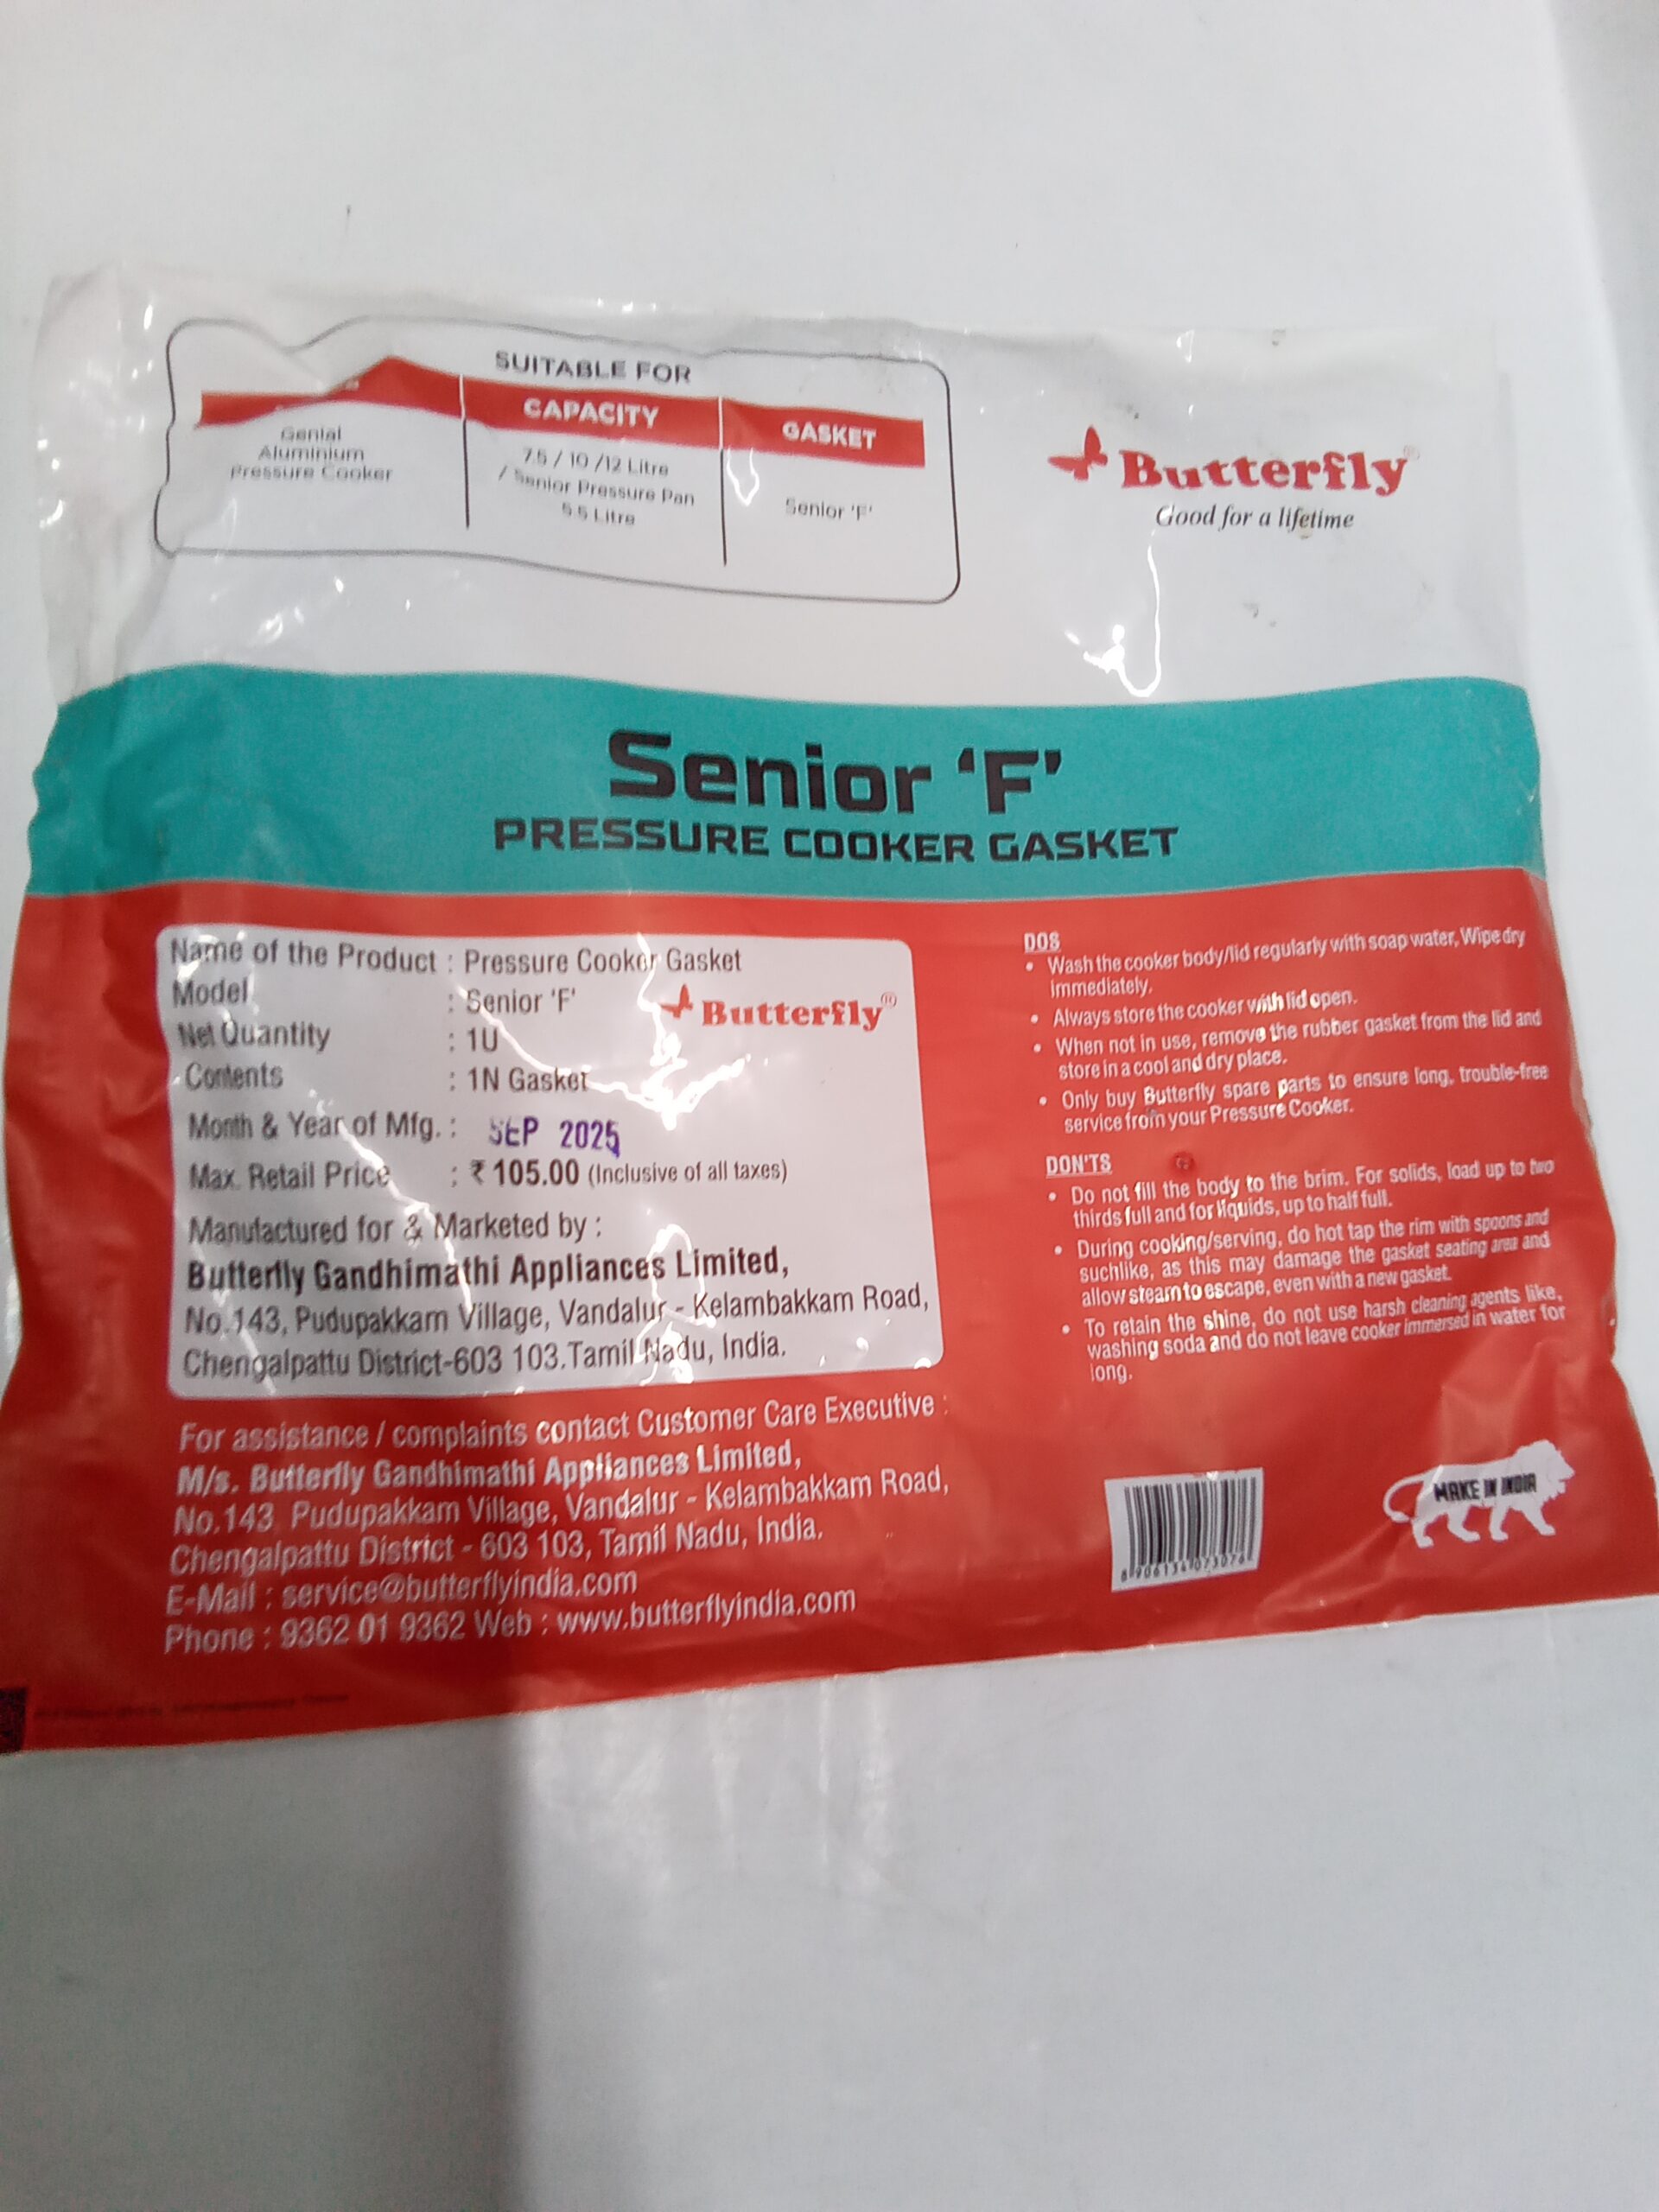 SUITABLE FOR
CAPACITY
GASKET
Genial
Aluminium
Pressure Cooker
7.5 / 10 /12 Litre
/ Senior Pressure Pan
5.5 Litre
Senior 'F'
Butterfly®
Good for a lifetime
Senior ‘F’
PRESSURE COOKER GASKET
Name of the Product : Pressure Cooker Gasket
Model : Senior 'F'
Butterfly®
Net Quantity : 1U
Contents : 1N Gasket
Month & Year of Mfg. : SEP 2025
Max. Retail Price : ₹ 105.00 (Inclusive of all taxes)
Manufactured for & Marketed by :
Butterfly Gandhimathi Appliances Limited,
No.143, Pudupakkam Village, Vandalur - Kelambakkam Road,
Chengalpattu District-603 103.Tamil Nadu, India.
For assistance / complaints contact Customer Care Executive :
M/s. Butterfly Gandhimathi Appliances Limited,
No.143 Pudupakkam Village, Vandalur - Kelambakkam Road,
Chengalpattu District - 603 103, Tamil Nadu, India.
E-Mail : service@butterflyindia.com
Phone : 9362 01 9362 Web : www.butterflyindia.com
DOS
• Wash the cooker body/lid regularly with soap water, Wipe dry
immediately.
• Always store the cooker with lid open.
• When not in use, remove the rubber gasket from the lid and
store in a cool and dry place.
• Only buy Butterfly spare parts to ensure long, trouble-free
service from your Pressure Cooker.
DON'TS
• Do not fill the body to the brim. For solids, load up to two
thirds full and for liquids, up to half full.
• During cooking/serving, do hot tap the rim with spoons and
suchlike, as this may damage the gasket seating area and
allow steam to escape, even with a new gasket.
• To retain the shine, do not use harsh cleaning agents like,
washing soda and do not leave cooker immersed in water for
long.
MAKE IN INDIA